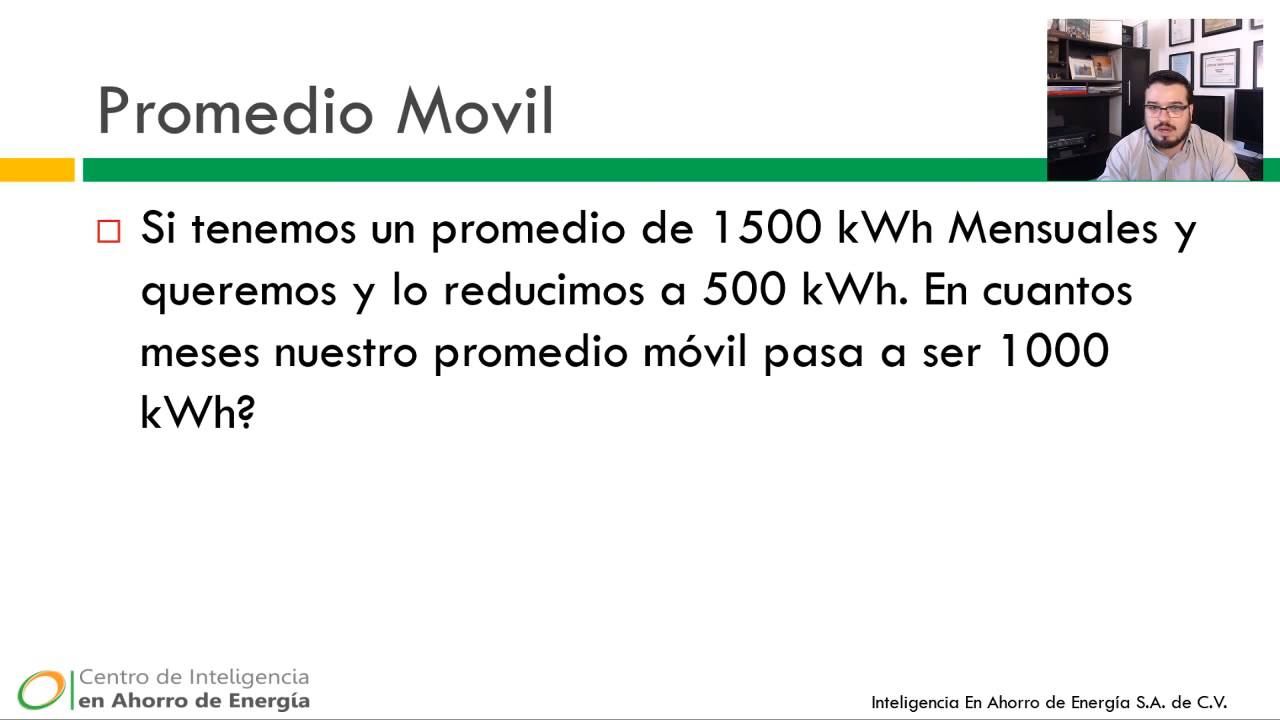 Promedio Movil
Si tenemos un promedio de 1500 kWh Mensuales y
queremos y lo reducimos a 500 kWh. En cuantos
meses nuestro promedio móvil pasa a ser 1000
kWh?
Centro de Inteligencia
en Ahorro de Energía
Inteligencia En Ahorro de Energía S.A. de C.V.